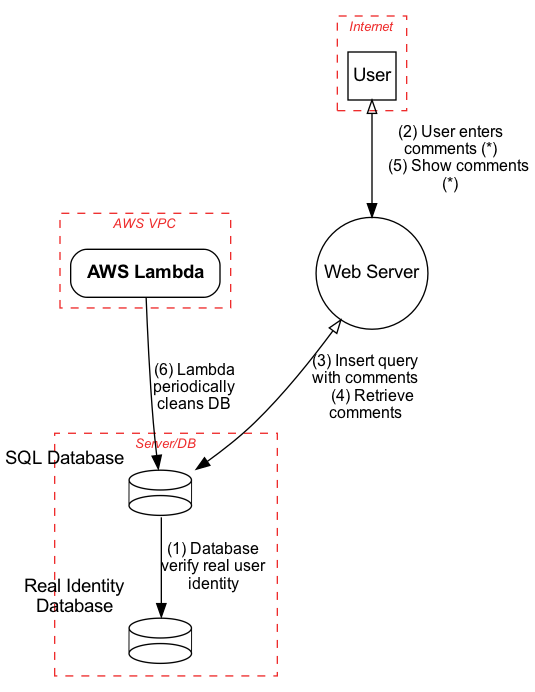 Internet
User
(2) User enters
comments (*)
(5) Show comments
(*)
AWS VPC
AWS Lambda
Web Server
(6) Lambda
periodically
cleans DB
(3) Insert query
with comments
(4) Retrieve
comments
Server/DB
SQL Database
(1) Database
verify real user
identity
Real Identity
Database